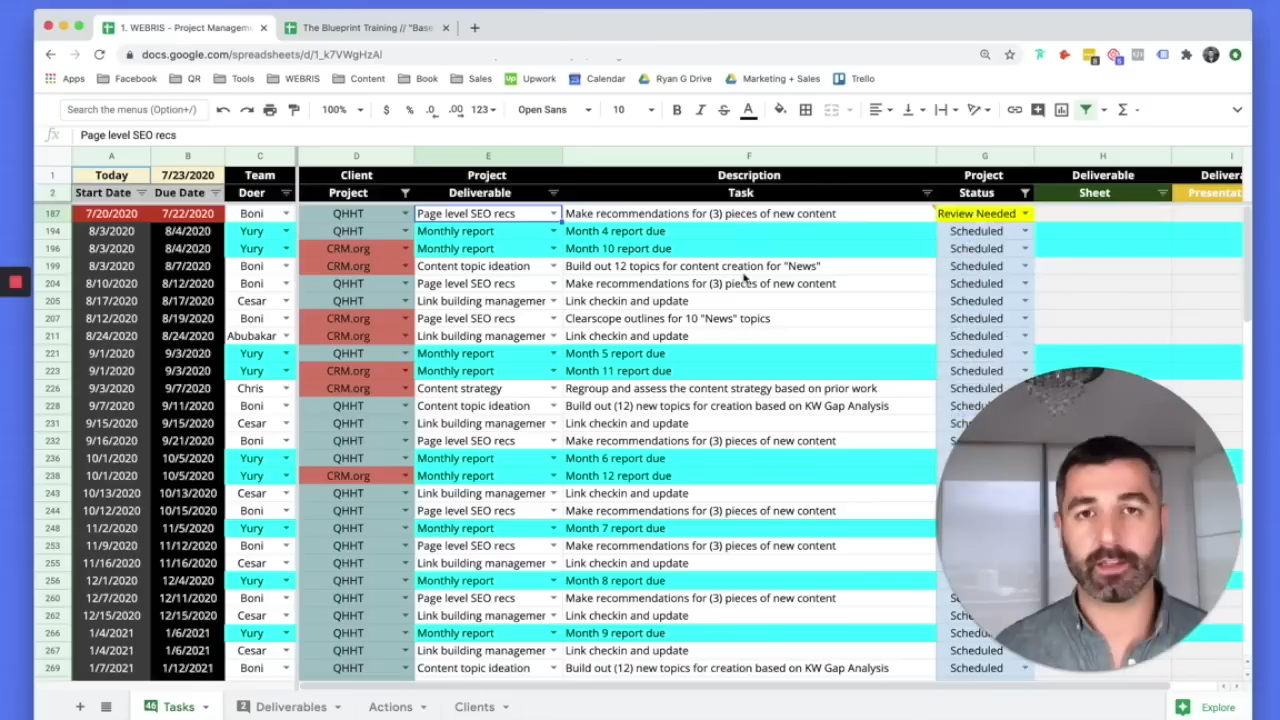 1. WEBRIS - Project Managem
The Blueprint Training // "Base
docs.google.com/spreadsheets/d/1_k7VWgHzAI
Apps Facebook QR Tools WEBRIS Content Book Sales Upwork Calendar Ryan G Drive Marketing + Sales Trello
Search the menus (Option+/) 100% $ % .0 .00 123 Open Sans 10 B I S A
fx Page level SEO recs
A B C D E F G H I
1 Today 7/23/2020 Team Client Project Description Project Deliverable Delivera
2 Start Date Due Date Doer Project Deliverable Task Status Sheet Presentat
187 7/20/2020 7/22/2020 Boni QHHT Page level SEO recs Make recommendations for (3) pieces of new content Review Needed
194 8/3/2020 8/4/2020 Yury QHHT Monthly report Month 4 report due Scheduled
196 8/3/2020 8/4/2020 Yury CRM.org Monthly report Month 10 report due Scheduled
199 8/3/2020 8/7/2020 Boni CRM.org Content topic ideation Build out 12 topics for content creation for "News" Scheduled
204 8/10/2020 8/12/2020 Boni QHHT Page level SEO recs Make recommendations for (3) pieces of new content Scheduled
205 8/17/2020 8/17/2020 Cesar QHHT Link building managemer Link checkin and update Scheduled
207 8/12/2020 8/19/2020 Boni CRM.org Page level SEO recs Clearscope outlines for 10 "News" topics Scheduled
211 8/24/2020 8/24/2020 Abubakar CRM.org Link building managemer Link checkin and update Scheduled
221 9/1/2020 9/3/2020 Yury QHHT Monthly report Month 5 report due Scheduled
223 9/1/2020 9/3/2020 Yury CRM.org Monthly report Month 11 report due Scheduled
226 9/3/2020 9/7/2020 Chris CRM.org Content strategy Regroup and assess the content strategy based on prior work Scheduled
228 9/7/2020 9/11/2020 Boni QHHT Content topic ideation Build out (12) new topics for creation based on KW Gap Analysis Scheduled
231 9/15/2020 9/15/2020 Cesar QHHT Link building managemer Link checkin and update Scheduled
232 9/16/2020 9/21/2020 Boni QHHT Page level SEO recs Make recommendations for (3) pieces of new content Scheduled
236 10/1/2020 10/5/2020 Yury QHHT Monthly report Month 6 report due Scheduled
238 10/1/2020 10/5/2020 Yury CRM.org Monthly report Month 12 report due Scheduled
243 10/13/2020 10/13/2020 Cesar QHHT Link building managemer Link checkin and update Scheduled
244 10/12/2020 10/15/2020 Boni QHHT Page level SEO recs Make recommendations for (3) pieces of new content Scheduled
248 11/2/2020 11/5/2020 Yury QHHT Monthly report Month 7 report due Scheduled
253 11/9/2020 11/12/2020 Boni QHHT Page level SEO recs Make recommendations for (3) pieces of new content Scheduled
255 11/16/2020 11/16/2020 Cesar QHHT Link building managemer Link checkin and update Scheduled
256 12/1/2020 12/4/2020 Yury QHHT Monthly report Month 8 report due Scheduled
260 12/7/2020 12/11/2020 Boni QHHT Page level SEO recs Make recommendations for (3) pieces of new content Scheduled
262 12/15/2020 12/15/2020 Cesar QHHT Link building managemer Link checkin and update Scheduled
266 1/4/2021 1/6/2021 Yury QHHT Monthly report Month 9 report due Scheduled
267 1/4/2021 1/6/2021 Cesar QHHT Link building managemer Link checkin and update Scheduled
269 1/7/2021 1/12/2021 Boni QHHT Content topic ideation Build out (12) new topics for creation based on KW Gap Analysis Scheduled
46 Tasks 2 Deliverables Actions Clients Explore